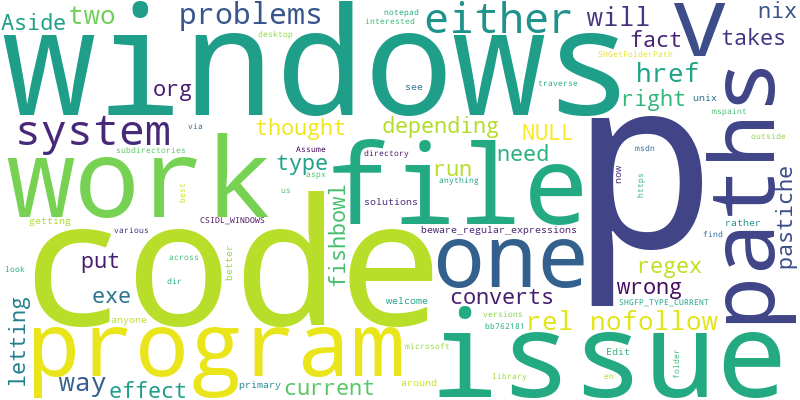 Aside two problems either will v nix
notepad interested desktop SHGetFolderPath fact takes
windows org see traverse href right unix mspaint
system via thought depending NULL msdn paths outside
work subdirectories Assume directory file run need p now https
best type aspx us anything solutions rather find pastiche
getting various CSIDL_WINDOWS fishbowl beware_regular_expressions
code put better one regex
look across dir exe converts wrong
letting anyone welcome versions bb762181 SHGFP_TYPE_CURRENT
program microsoft issue rel nofollow Edit folder
way effect primary current around library en